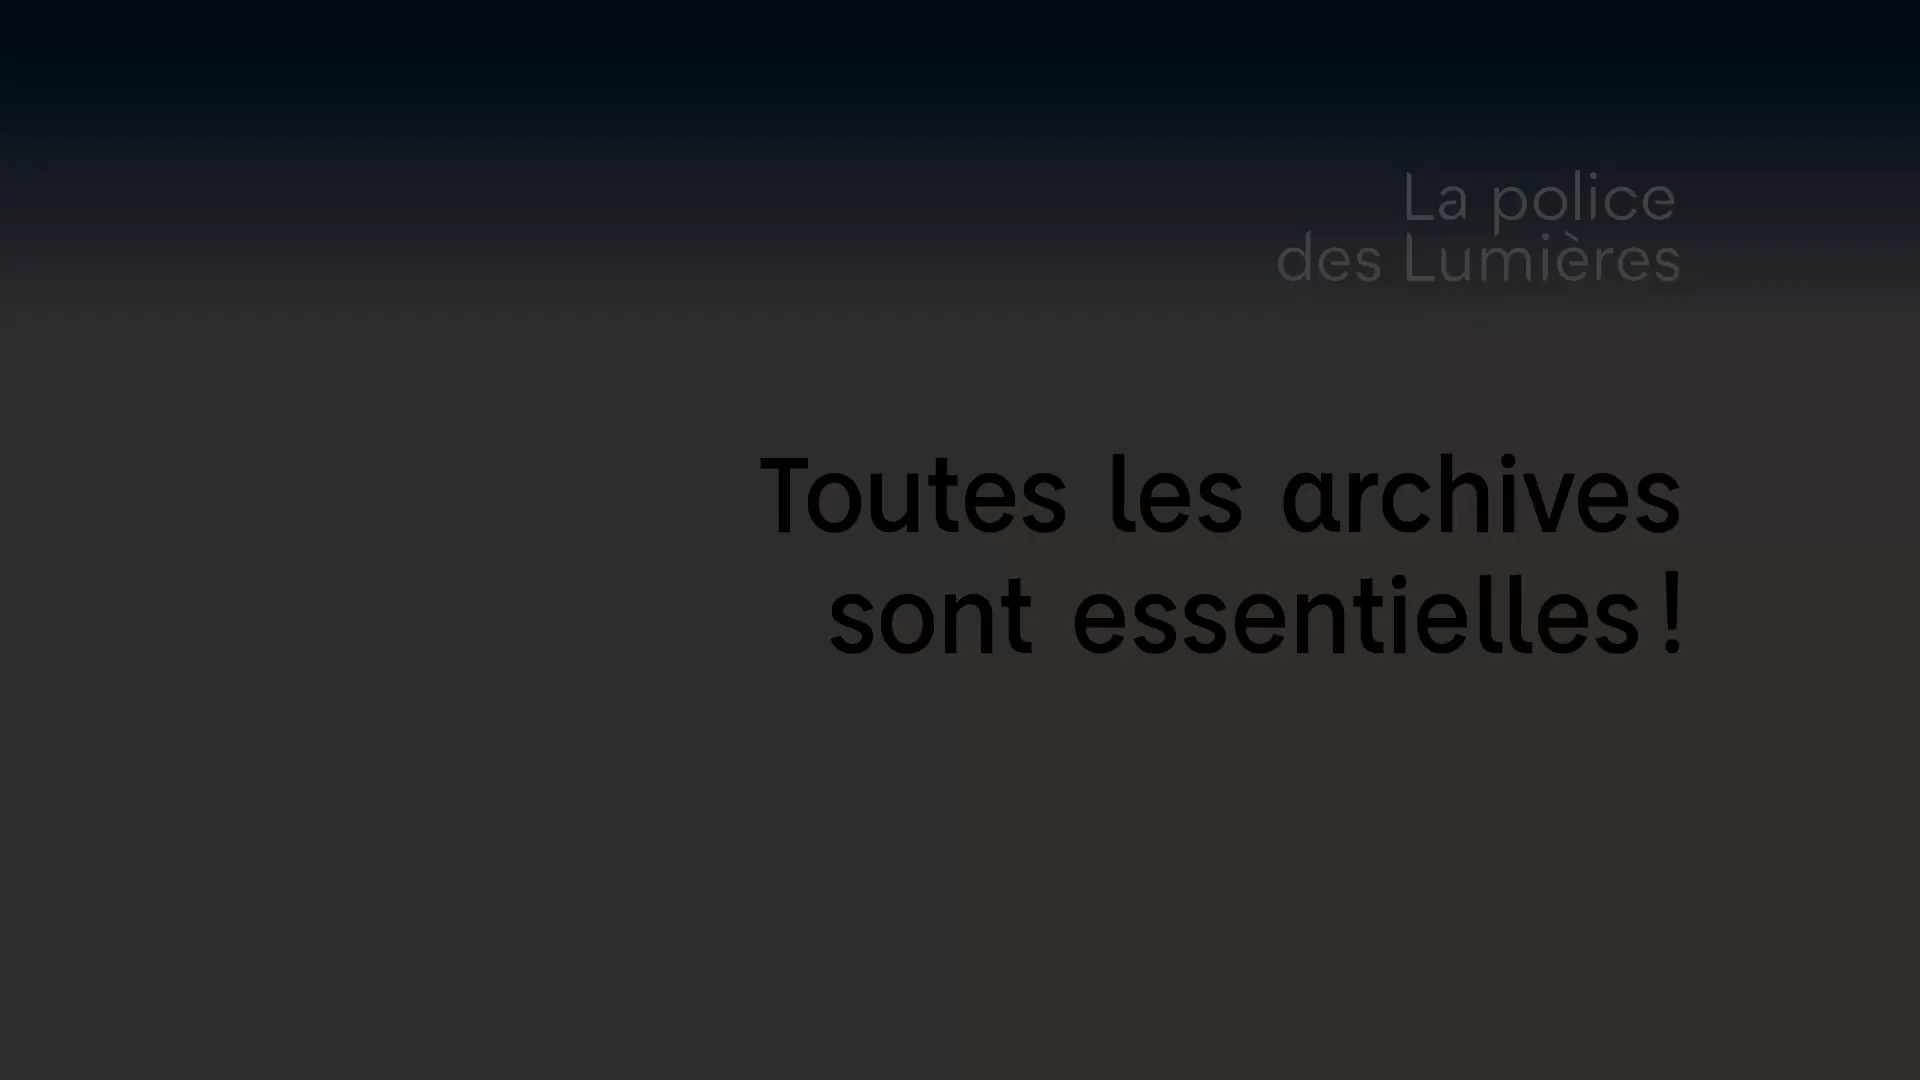 La police
des Lumières
Toutes les archives
sont essentielles !